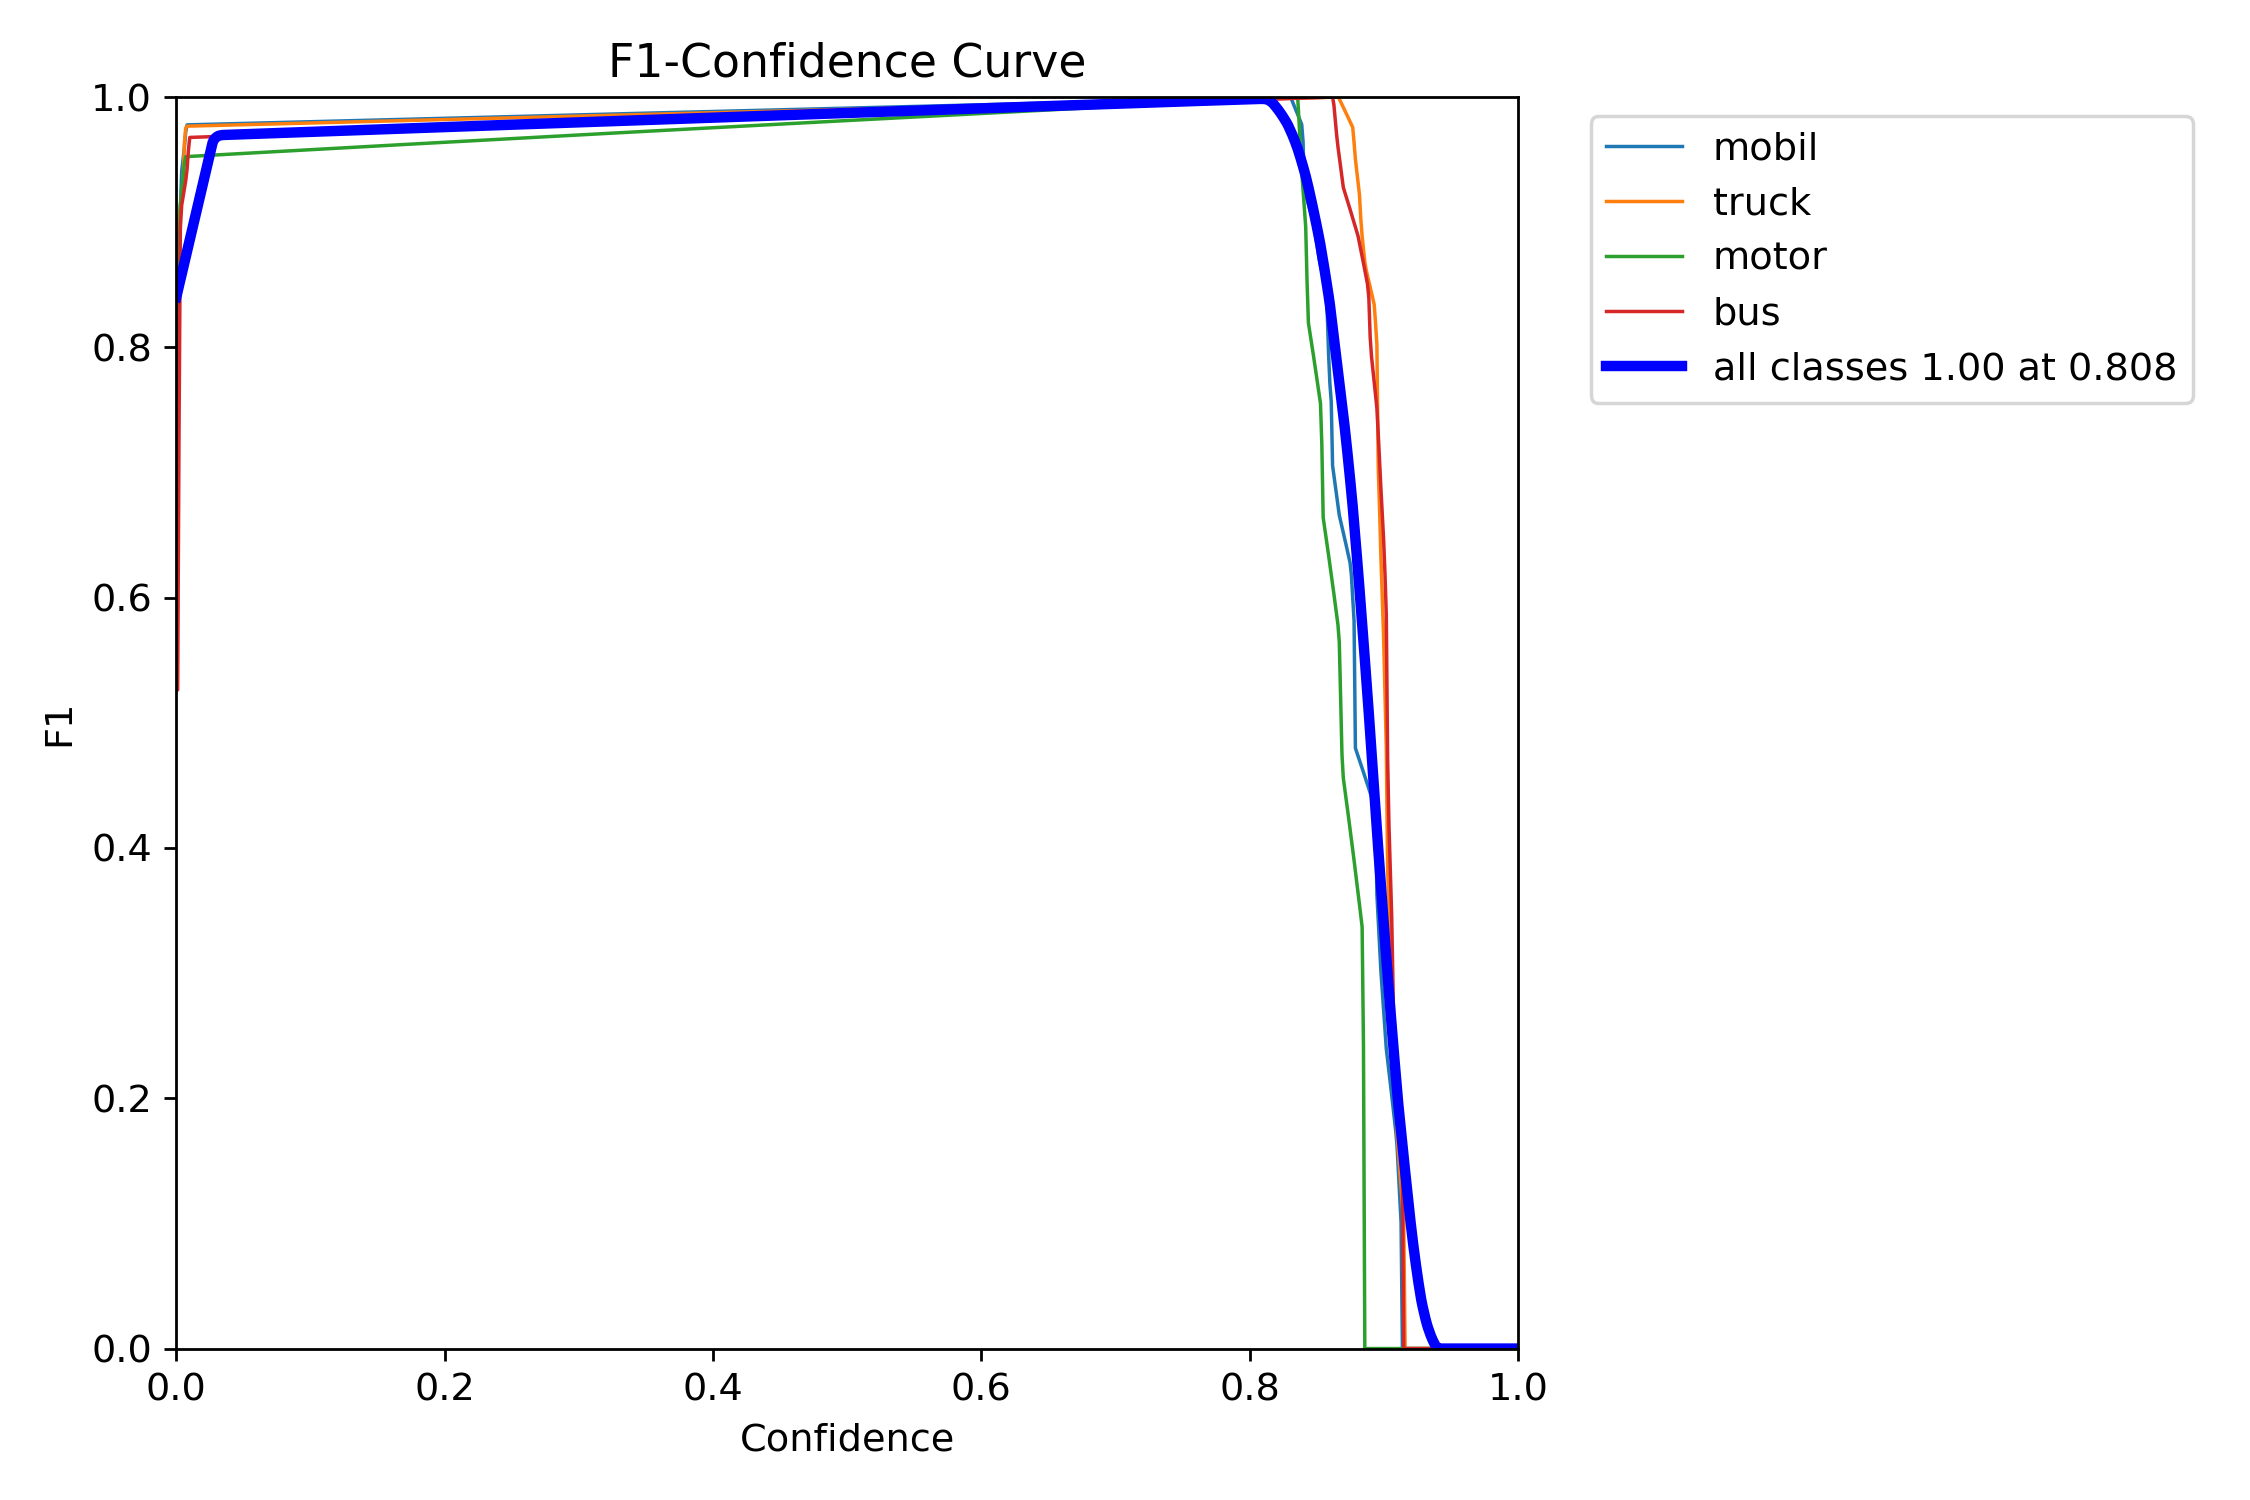 F1-Confidence Curve
1.0
0.8
0.6
0.4
0.2
0.0
F1
0.0 0.2 0.4 0.6 0.8 1.0
Confidence
mobil
truck
motor
bus
all classes 1.00 at 0.808